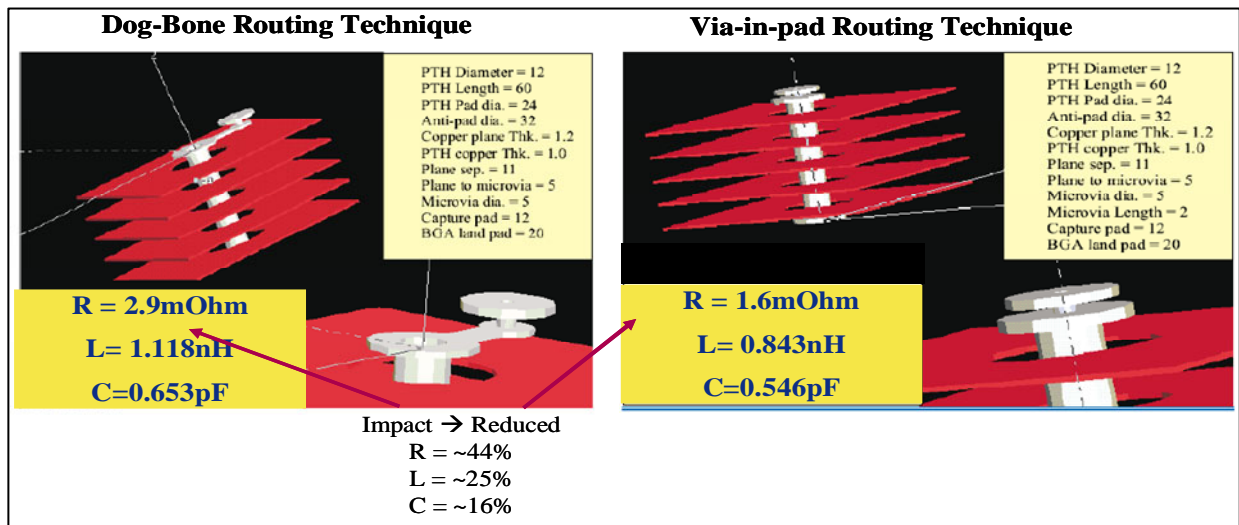 Dog-Bone Routing Technique
PTH Diameter = 12
PTH Length = 60
PTH Pad dia. = 24
Anti-pad dia. = 32
Copper plane Thk. = 1.2
PTH copper Thk. = 1.0
Plane sep. = 11
Plane to microvia = 5
Microvia dia. = 5
Capture pad = 12
BGA land pad = 20
R = 2.9mOhm
L= 1.118nH
C=0.653pF
Via-in-pad Routing Technique
PTH Diameter = 12
PTH Length = 60
PTH Pad dia. = 24
Anti-pad dia. = 32
Copper plane Thk. = 1.2
PTH copper Thk. = 1.0
Plane sep. = 11
Plane to microvia = 5
Microvia dia. = 5
Microvia Length = 2
Capture pad = 12
BGA land pad = 20
R = 1.6mOhm
L= 0.843nH
C=0.546pF
Impact → Reduced
R = ~44%
L = ~25%
C = ~16%